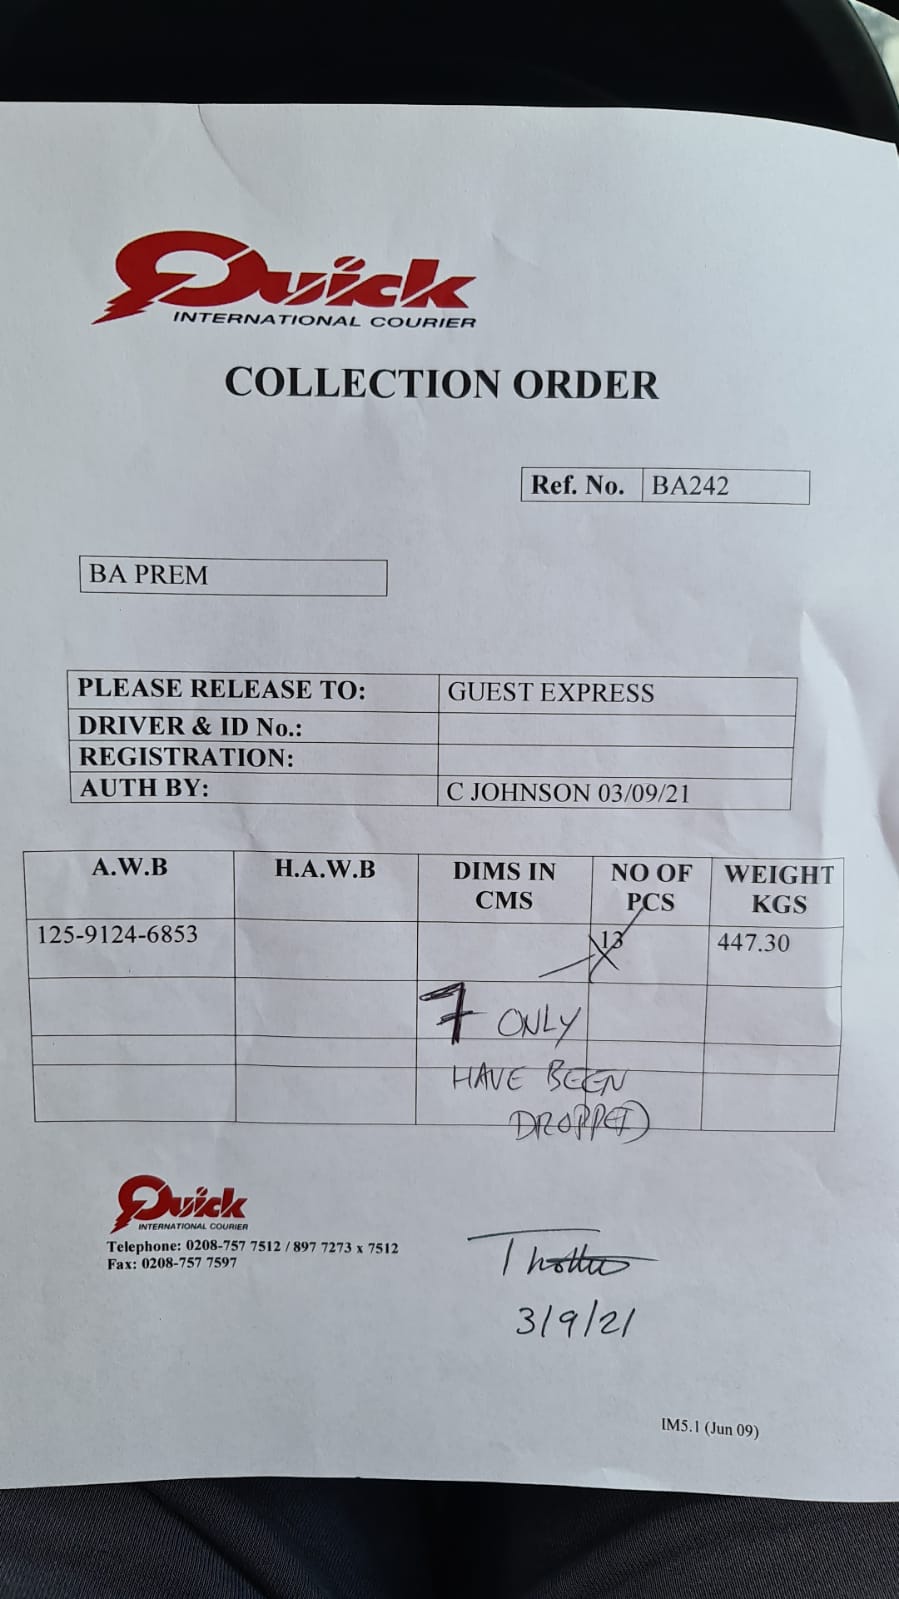 Quick
INTERNATIONAL COURIER
COLLECTION ORDER
Ref. No. BA242
BA PREM
PLEASE RELEASE TO: GUEST EXPRESS
DRIVER & ID No.:
REGISTRATION:
AUTH BY: C JOHNSON 03/09/21
A.W.B H.A.W.B DIMS IN CMS NO OF PCS WEIGHT KGS
125-9124-6853 13 447.30
7 ONLY
HAVE BEEN
DROPPED
Quick
INTERNATIONAL COURIER
Telephone: 0208-757 7512 / 897 7273 x 7512
Fax: 0208-757 7597
3/9/21
IM5.1 (Jun 09)